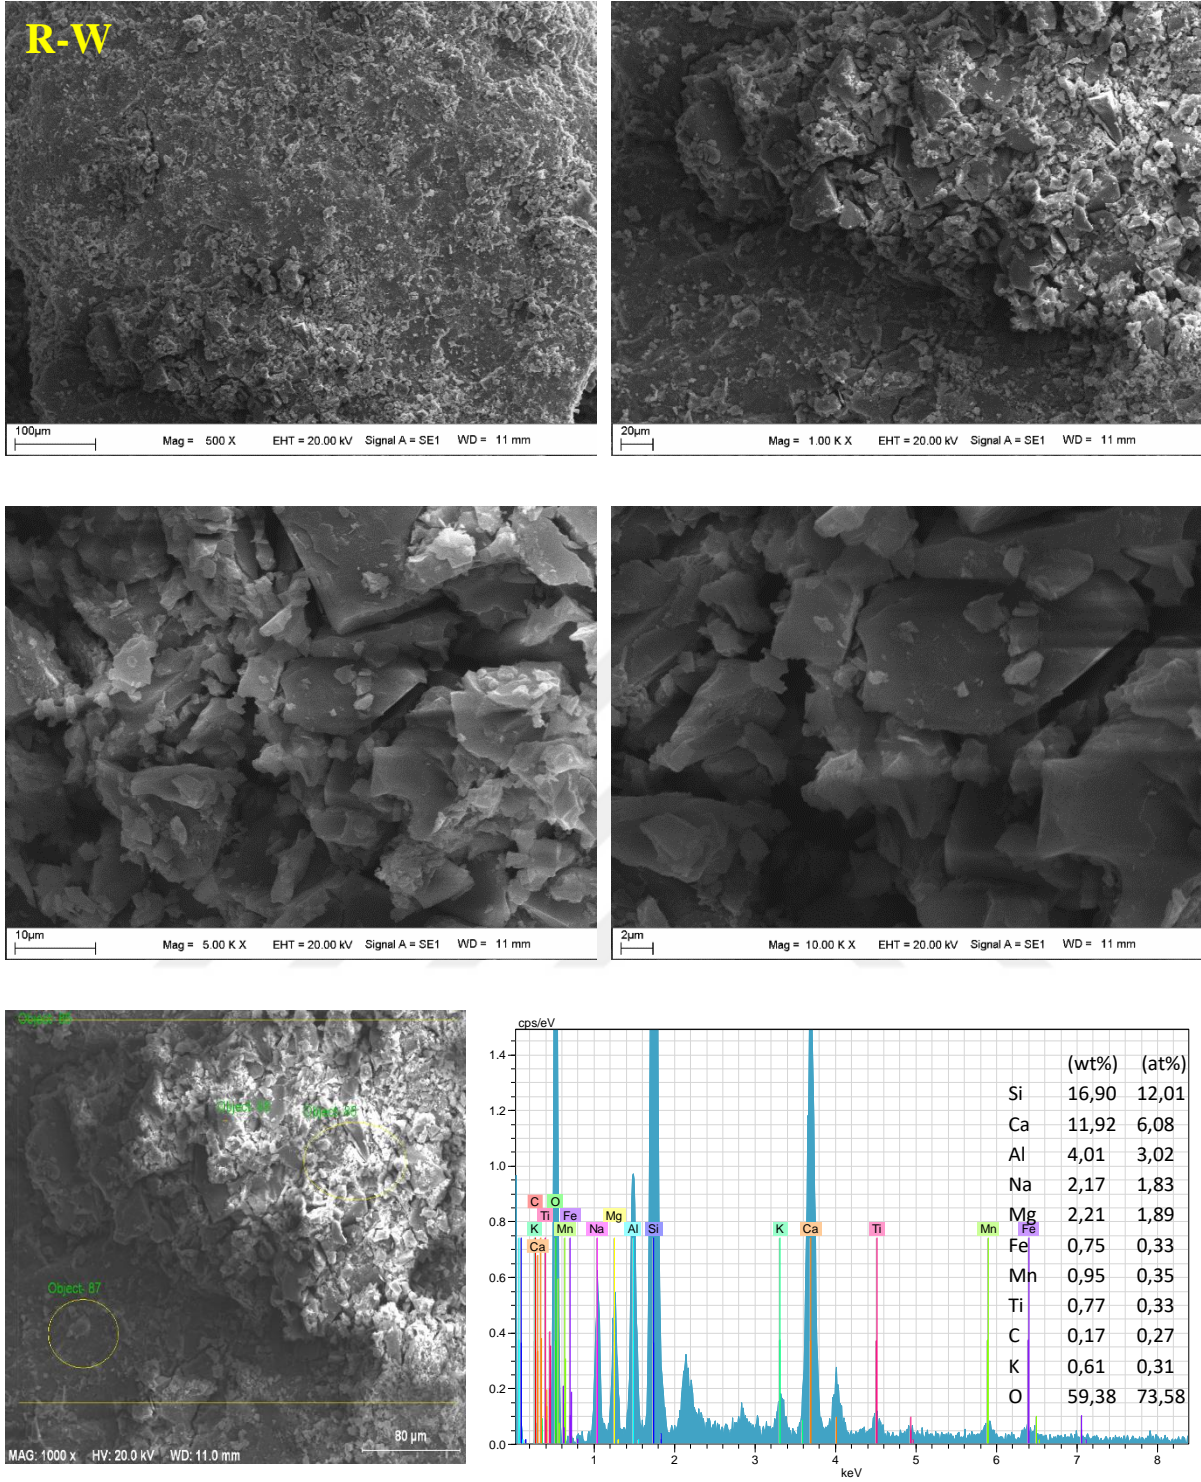 R-W
100µm
Mag = 500 X EHT = 20.00 kV Signal A = SE1 WD = 11 mm
20µm
Mag = 1.00 K X EHT = 20.00 kV Signal A = SE1 WD = 11 mm
10µm
Mag = 5.00 K X EHT = 20.00 kV Signal A = SE1 WD = 11 mm
2µm
Mag = 10.00 K X EHT = 20.00 kV Signal A = SE1 WD = 11 mm
Object-
Object-
Object-
Object- 87
MAG: 1000 x HV: 20.0 kV WD: 11.0 mm
80 µm
cps/eV
1.4
1.2
1.0
0.8
0.6
0.4
0.2
0.0
C O
Ti Fe Mg
K Mn Na Al Si K Ca Ti Mn Fe
Ca
1 2 3 4 5 6 7 8
keV
(wt%) (at%)
Si 16,90 12,01
Ca 11,92 6,08
Al 4,01 3,02
Na 2,17 1,83
Mg 2,21 1,89
Fe 0,75 0,33
Mn 0,95 0,35
Ti 0,77 0,33
C 0,17 0,27
K 0,61 0,31
O 59,38 73,58